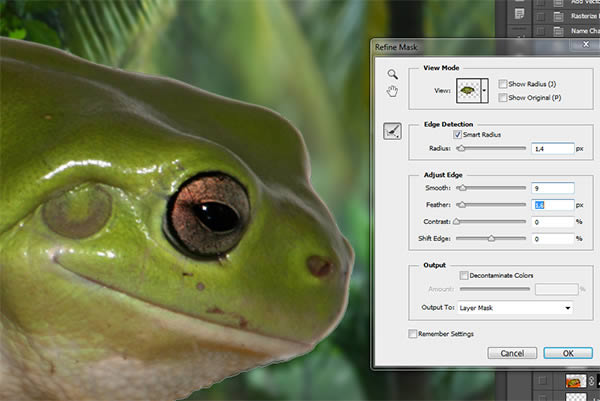 Add Vector
Rasterize
Name Cha
Refine Mask
View Mode
View:
Show Radius (J)
Show Original (P)
Edge Detection
Smart Radius
Radius: 1,4 px
Adjust Edge
Smooth: 9
Feather: 1,6 px
Contrast: 0 %
Shift Edge: 0 %
Output
Decontaminate Colors
Amount: %
Output To: Layer Mask
Remember Settings
Cancel OK